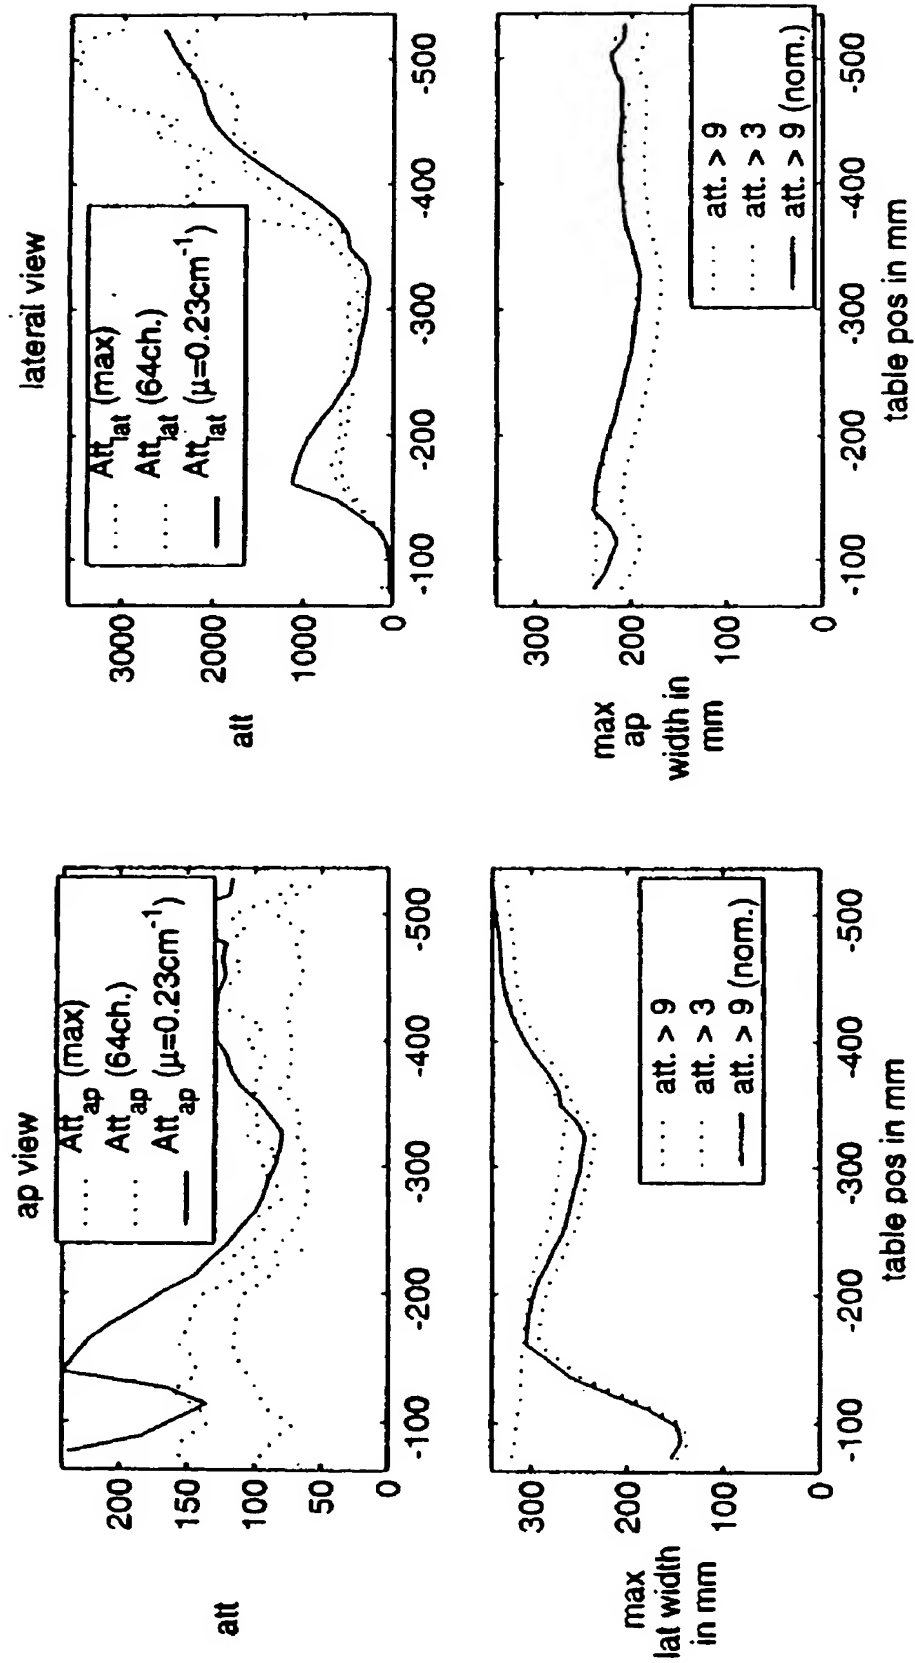 ap view
att
200
150
100
50
0
Att_ap (max)
Att_ap (64ch.)
Att_ap (μ=0.23cm⁻¹)
-100
-200
-300
-400
-500
lateral view
att
3000
2000
1000
0
Att_lat (max)
Att_lat (64ch.)
Att_lat (μ=0.23cm⁻¹)
-100
-200
-300
-400
-500
max
lat width
in mm
300
200
100
0
att. > 9
att. > 3
att. > 9 (nom.)
-100
-200
-300
-400
-500
table pos in mm
max
ap
width in
mm
300
200
100
0
att. > 9
att. > 3
att. > 9 (nom.)
-100
-200
-300
-400
-500
table pos in mm